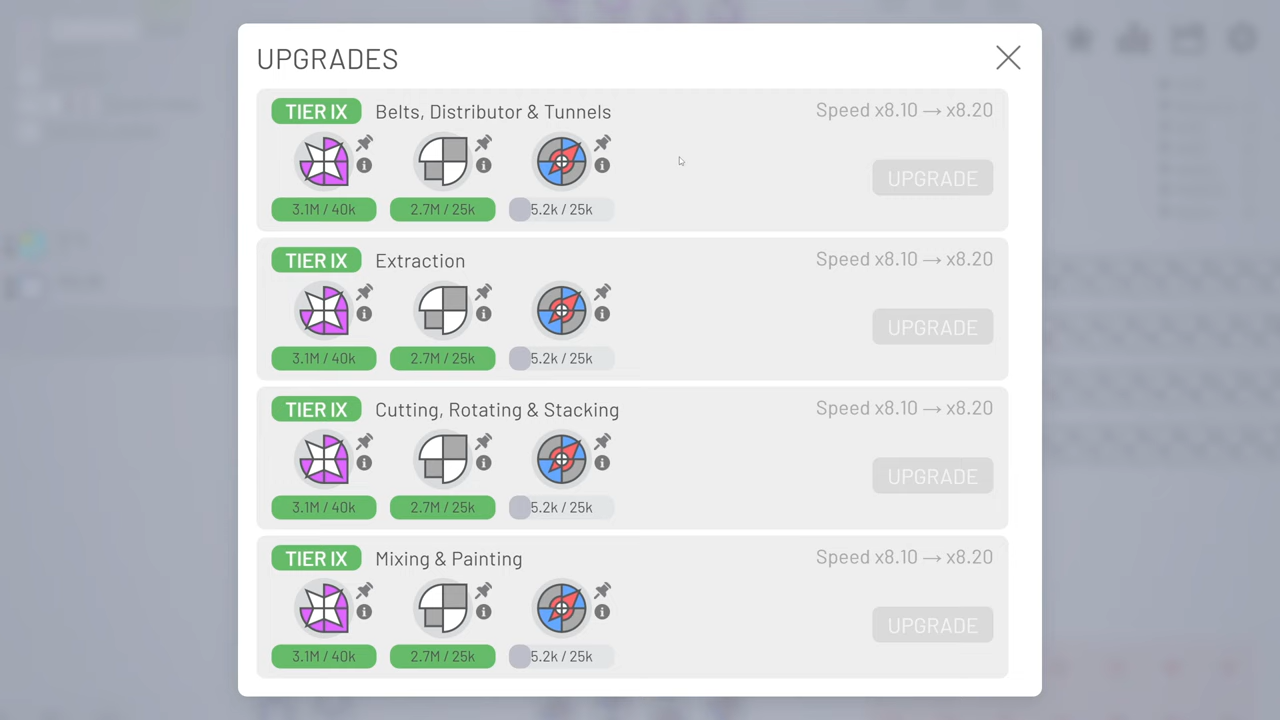 UPGRADES
TIER IX Belts, Distributor & Tunnels Speed x8.10 → x8.20
UPGRADE
3.1M / 40k 2.7M / 25k 5.2k / 25k
TIER IX Extraction Speed x8.10 → x8.20
UPGRADE
3.1M / 40k 2.7M / 25k 5.2k / 25k
TIER IX Cutting, Rotating & Stacking Speed x8.10 → x8.20
UPGRADE
3.1M / 40k 2.7M / 25k 5.2k / 25k
TIER IX Mixing & Painting Speed x8.10 → x8.20
UPGRADE
3.1M / 40k 2.7M / 25k 5.2k / 25k